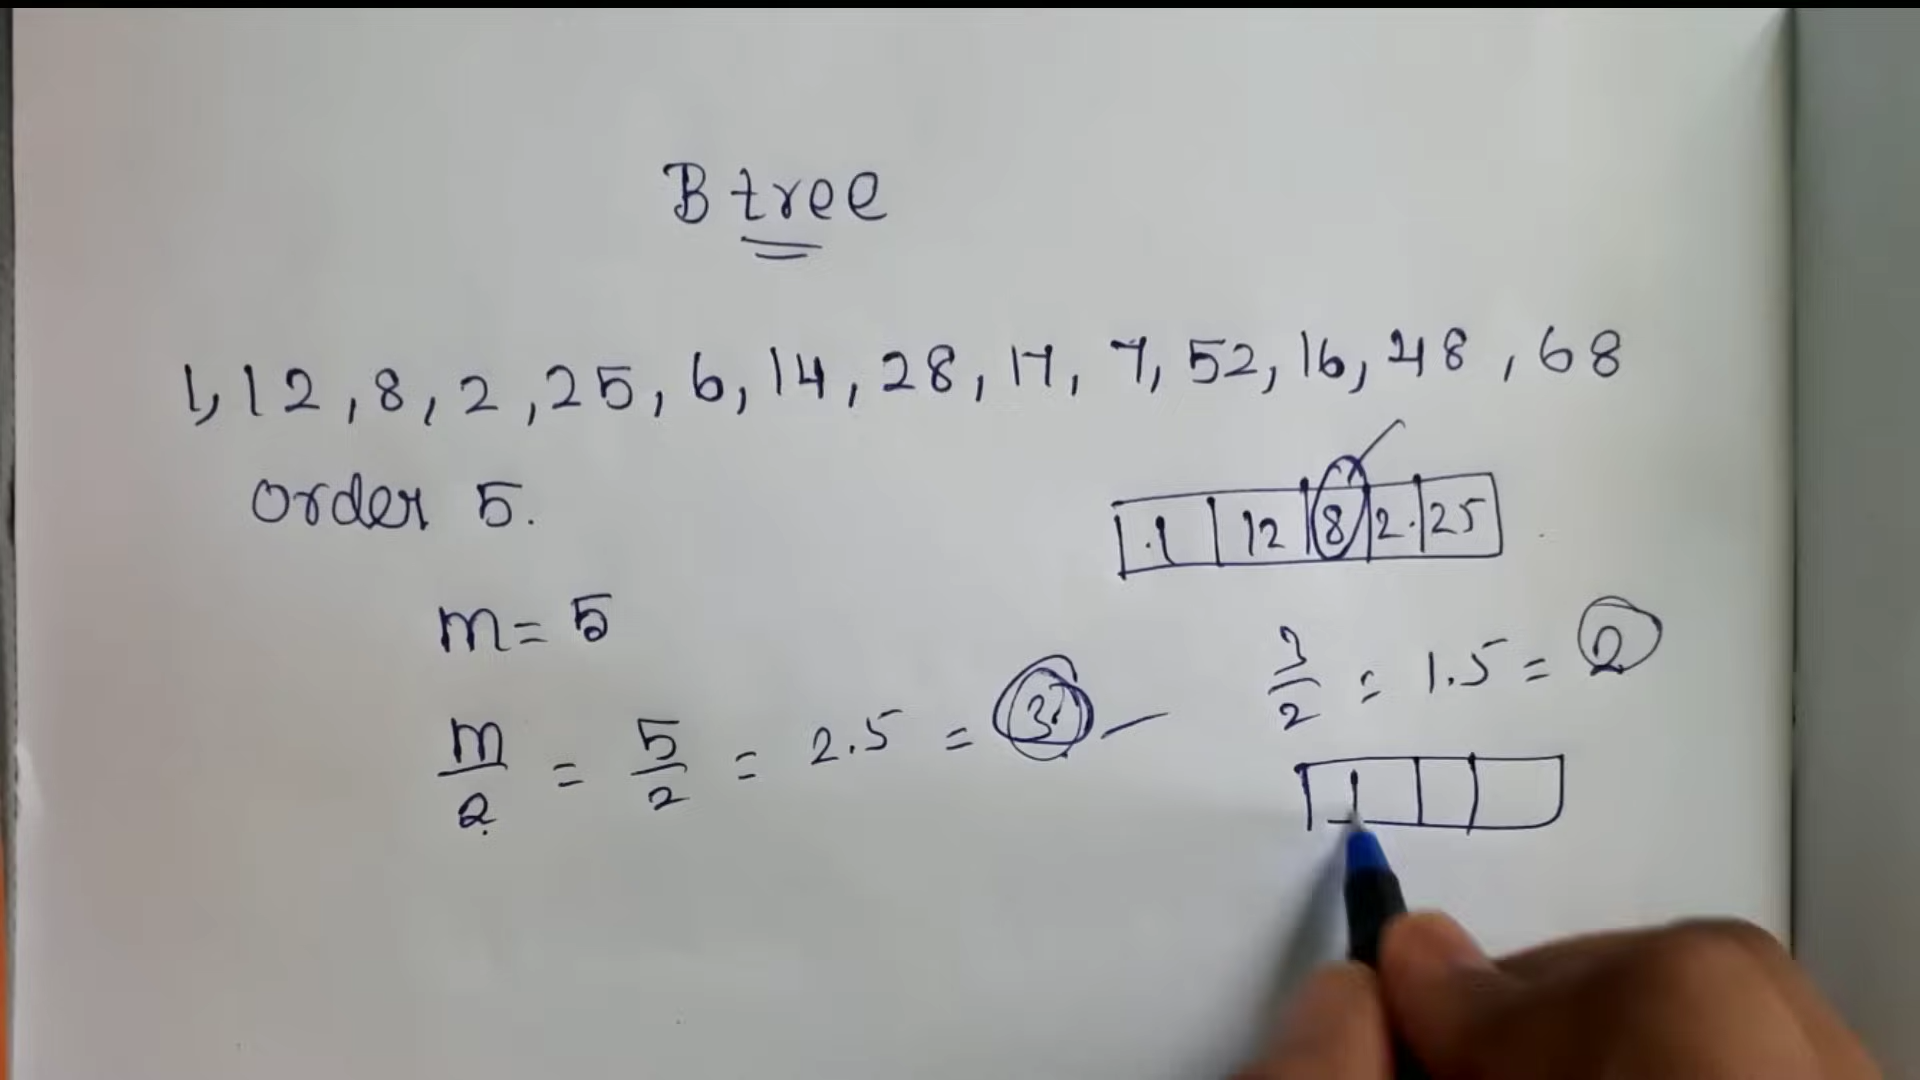 B tree
1, 12, 8, 2, 25, 6, 14, 28, 17, 7, 52, 16, 48, 68
order 5.
1 12 8 2 25
m = 5
3/2 = 1.5 = 2
m/2 = 5/2 = 2.5 = 3